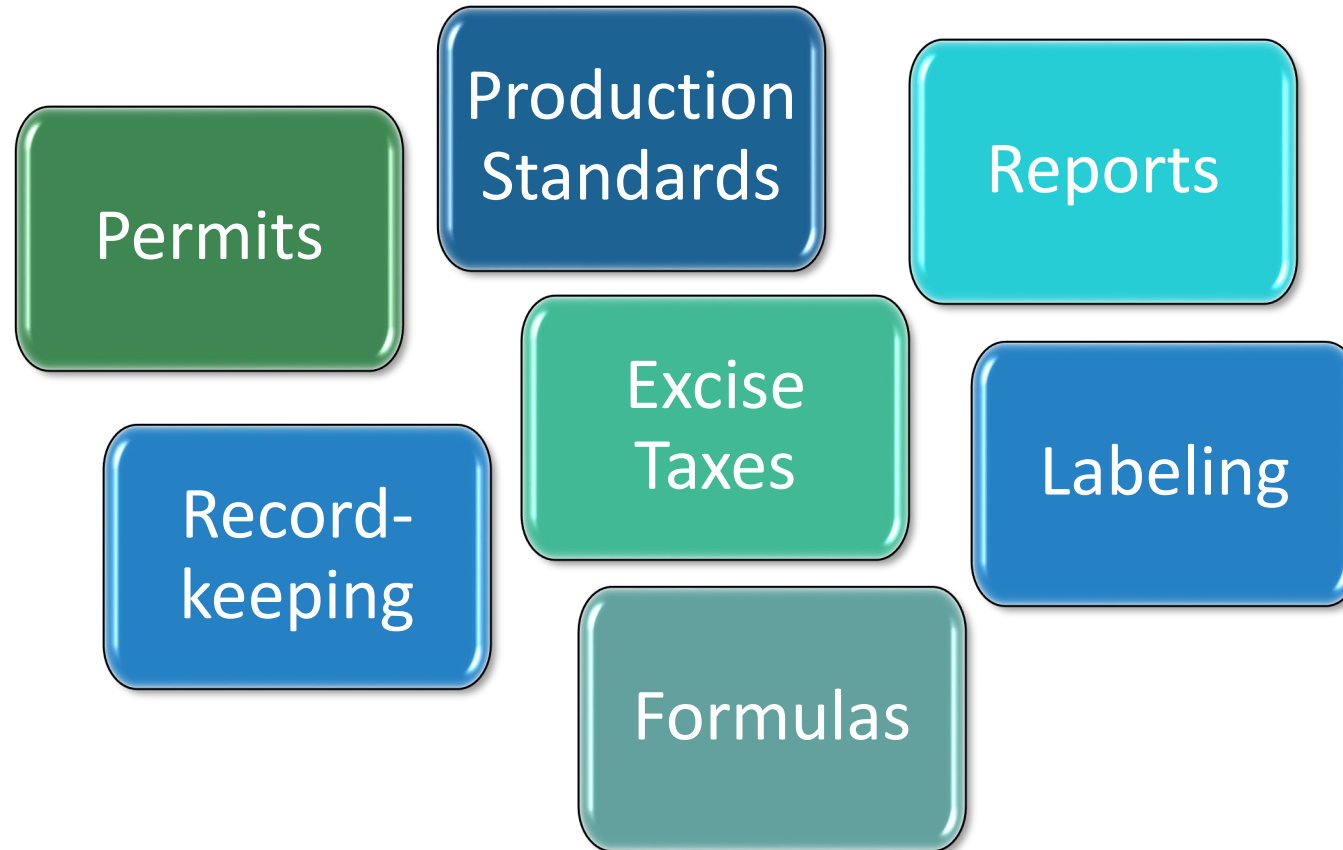 Production
Standards
Reports
Permits
Excise
Taxes
Labeling
Record-
keeping
Formulas